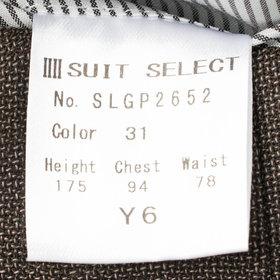 SUIT SELECT
No. SLGP2652
Color 31
Height Chest Waist
175 94 78
Y6